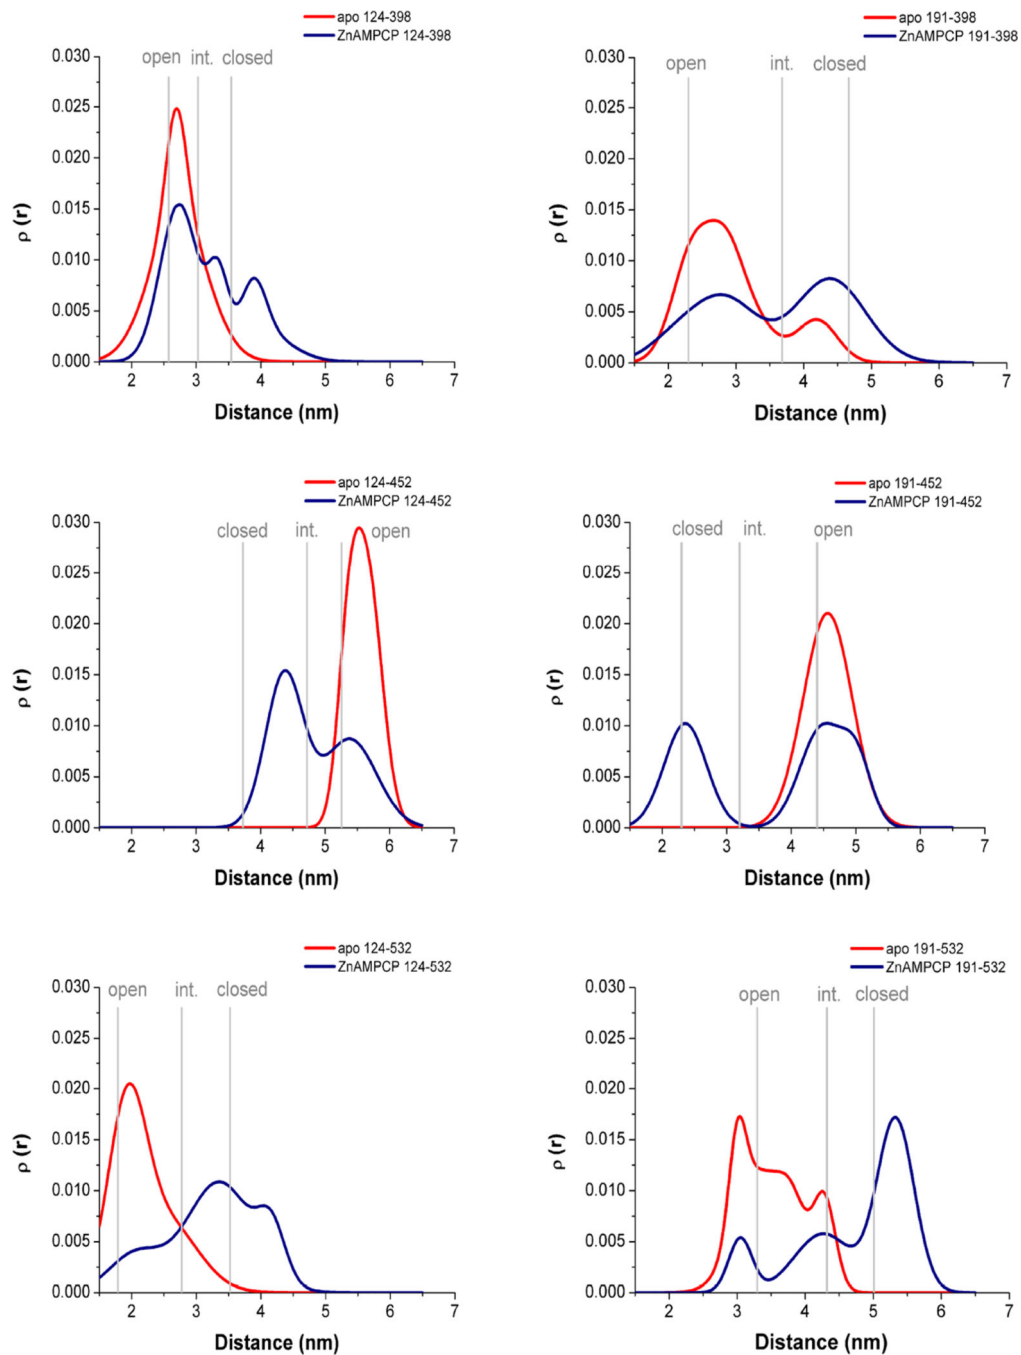 apo 124-398
ZnAMPCP 124-398
open int. closed
0.030
0.025
0.020
0.015
0.010
0.005
0.000
ρ (r)
2 3 4 5 6 7
Distance (nm)
apo 191-398
ZnAMPCP 191-398
open int. closed
0.030
0.025
0.020
0.015
0.010
0.005
0.000
ρ (r)
2 3 4 5 6 7
Distance (nm)
apo 124-452
ZnAMPCP 124-452
closed int. open
0.030
0.025
0.020
0.015
0.010
0.005
0.000
ρ (r)
2 3 4 5 6 7
Distance (nm)
apo 191-452
ZnAMPCP 191-452
closed int. open
0.030
0.025
0.020
0.015
0.010
0.005
0.000
ρ (r)
2 3 4 5 6 7
Distance (nm)
apo 124-532
ZnAMPCP 124-532
open int. closed
0.030
0.025
0.020
0.015
0.010
0.005
0.000
ρ (r)
2 3 4 5 6 7
Distance (nm)
apo 191-532
ZnAMPCP 191-532
open int. closed
0.030
0.025
0.020
0.015
0.010
0.005
0.000
ρ (r)
2 3 4 5 6 7
Distance (nm)